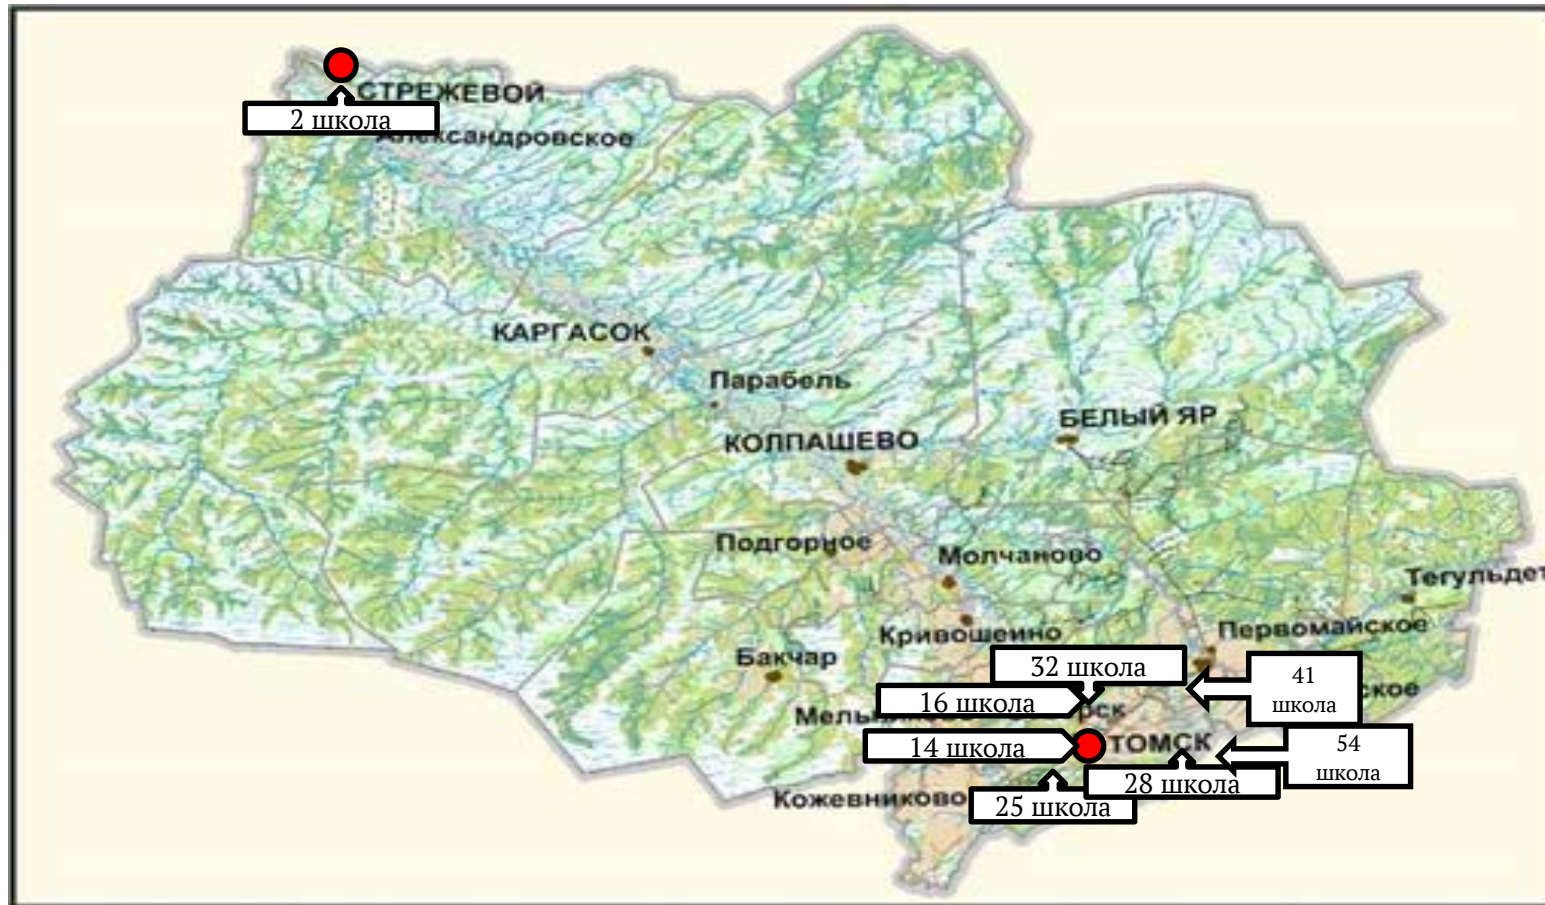 СТРЕЖЕВОЙ
2 школа
Александровское
КАРГАСОК
Парабель
БЕЛЫЙ ЯР
КОЛПАШЕВО
Подгорное
Молчаново
Тегульдет
Кривошеино
Первомайское
Бакчар
32 школа
41
школа
16 школа
14 школа
ТОМСК
54
школа
28 школа
Кожевниково
25 школа